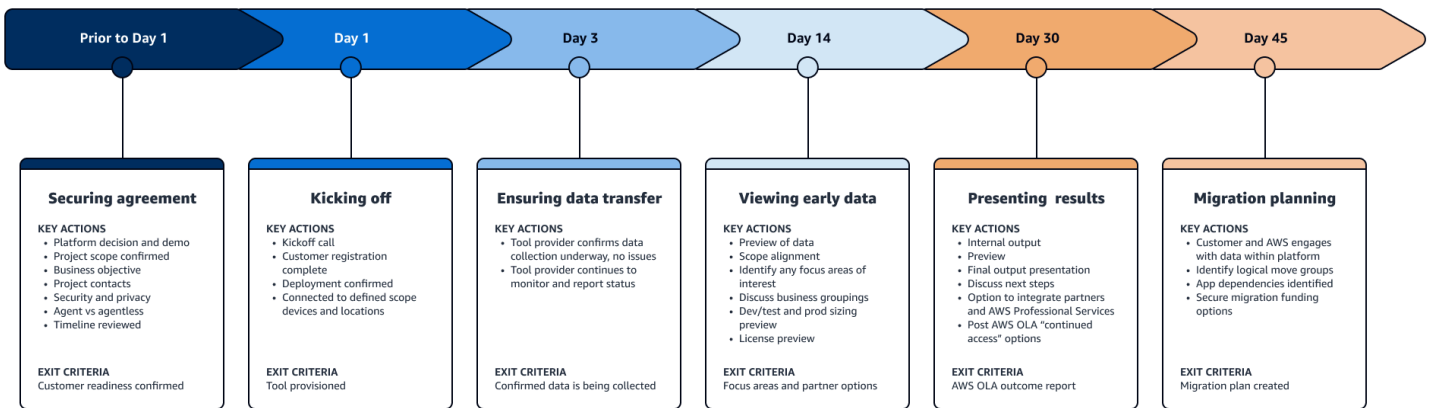 Prior to Day 1
Day 1
Day 3
Day 14
Day 30
Day 45
Securing agreement
KEY ACTIONS
• Platform decision and demo
• Project scope confirmed
• Business objective
• Project contacts
• Security and privacy
• Agent vs agentless
• Timeline reviewed
EXIT CRITERIA
Customer readiness confirmed
Kicking off
KEY ACTIONS
• Kickoff call
• Customer registration
complete
• Deployment confirmed
• Connected to defined scope
devices and locations
EXIT CRITERIA
Tool provisioned
Ensuring data transfer
KEY ACTIONS
• Tool provider confirms data
collection underway, no issues
• Tool provider continues to
monitor and report status
EXIT CRITERIA
Confirmed data is being collected
Viewing early data
KEY ACTIONS
• Preview of data
• Scope alignment
• Identify any focus areas of
interest
• Discuss business groupings
• Dev/test and prod sizing
preview
• License preview
EXIT CRITERIA
Focus areas and partner options
Presenting results
KEY ACTIONS
• Internal output
• Preview
• Final output presentation
• Discuss next steps
• Option to integrate partners
and AWS Professional Services
• Post AWS OLA “continued
access” options
EXIT CRITERIA
AWS OLA outcome report
Migration planning
KEY ACTIONS
• Customer and AWS engages
with data within platform
• Identify logical move groups
• App dependencies identified
• Secure migration funding
options
EXIT CRITERIA
Migration plan created